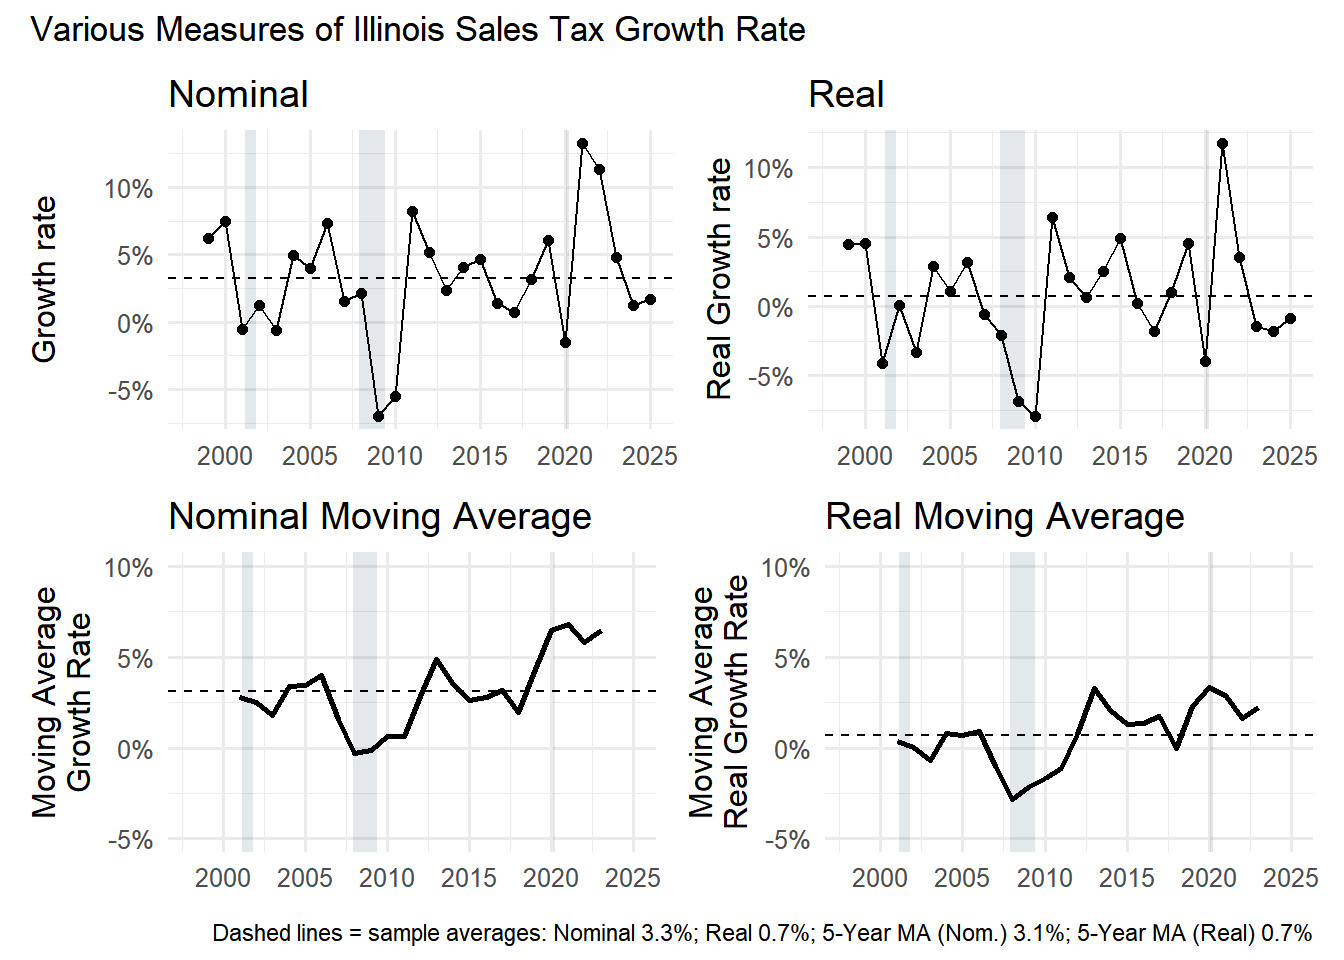 Various Measures of Illinois Sales Tax Growth Rate
Nominal
Growth rate
10%
5%
0%
-5%
2000 2005 2010 2015 2020 2025
Real
Real Growth rate
10%
5%
0%
-5%
2000 2005 2010 2015 2020 2025
Nominal Moving Average
Moving Average
Growth Rate
10%
5%
0%
-5%
2000 2005 2010 2015 2020 2025
Real Moving Average
Moving Average
Real Growth Rate
10%
5%
0%
-5%
2000 2005 2010 2015 2020 2025
Dashed lines = sample averages: Nominal 3.3%; Real 0.7%; 5-Year MA (Nom.) 3.1%; 5-Year MA (Real) 0.7%